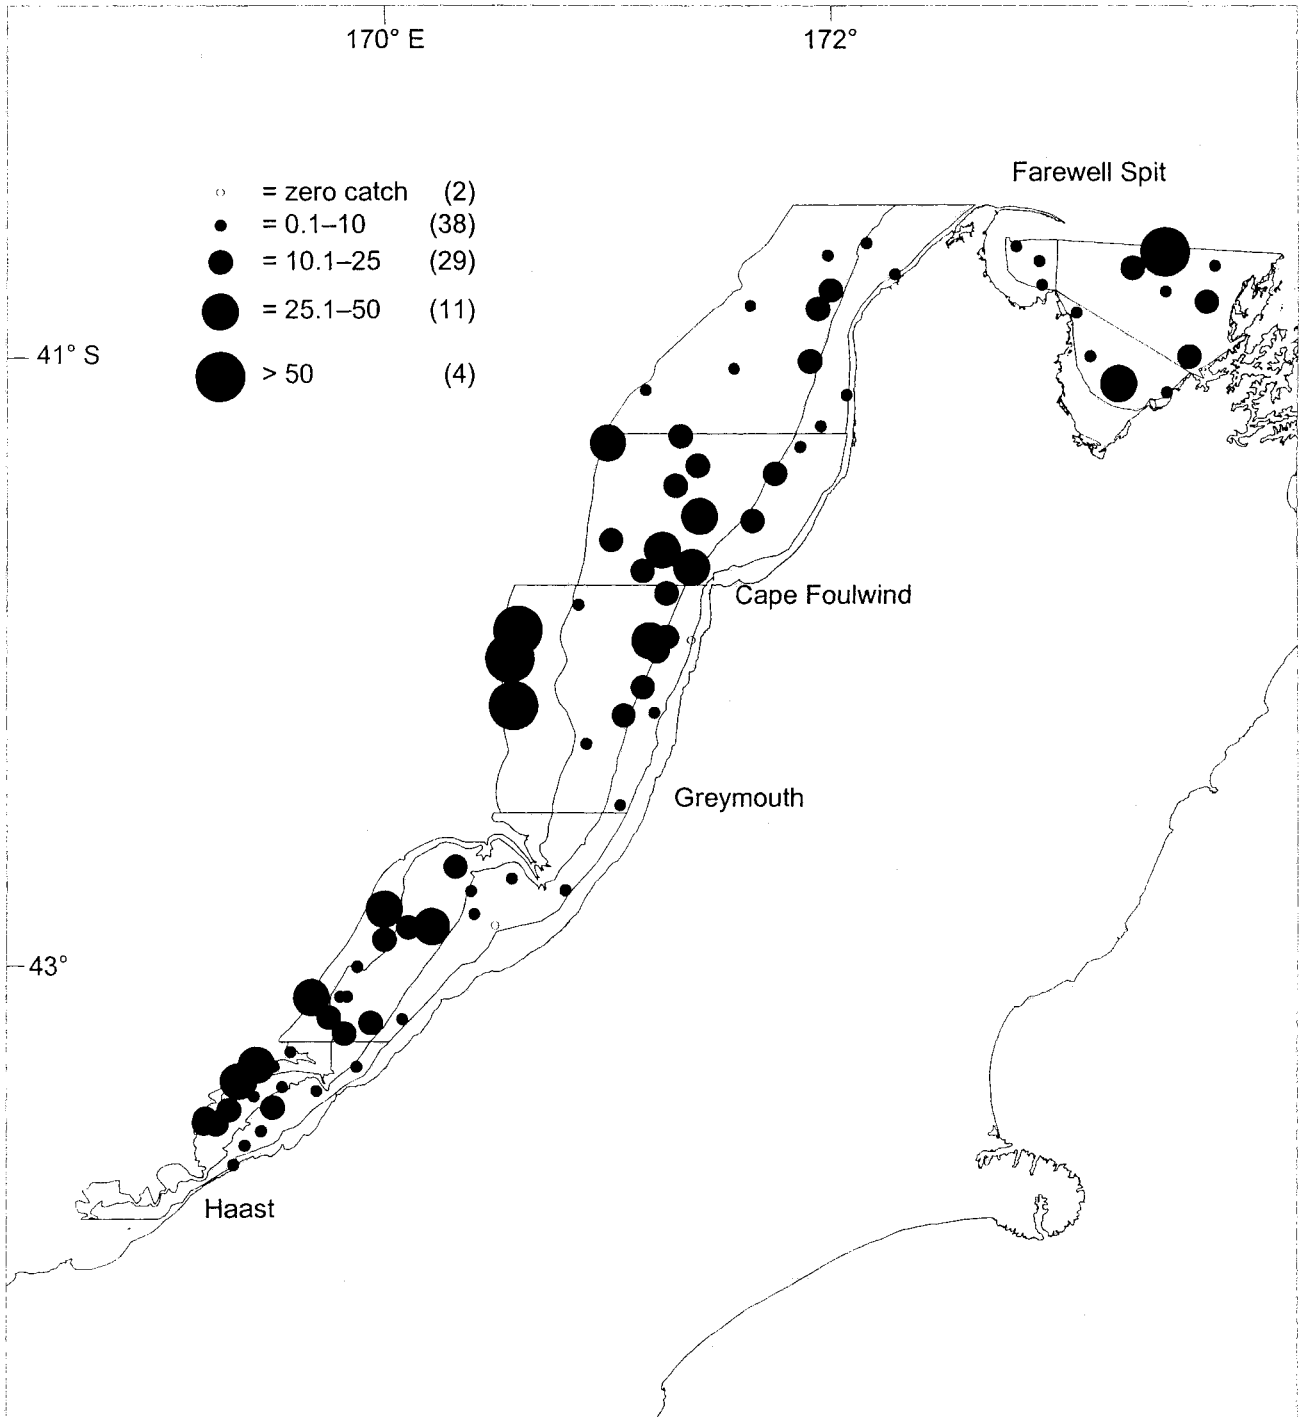 170° E
172°
Farewell Spit
= zero catch (2)
= 0.1–10 (38)
= 10.1–25 (29)
= 25.1–50 (11)
> 50 (4)
41° S
Cape Foulwind
Greymouth
43°
Haast